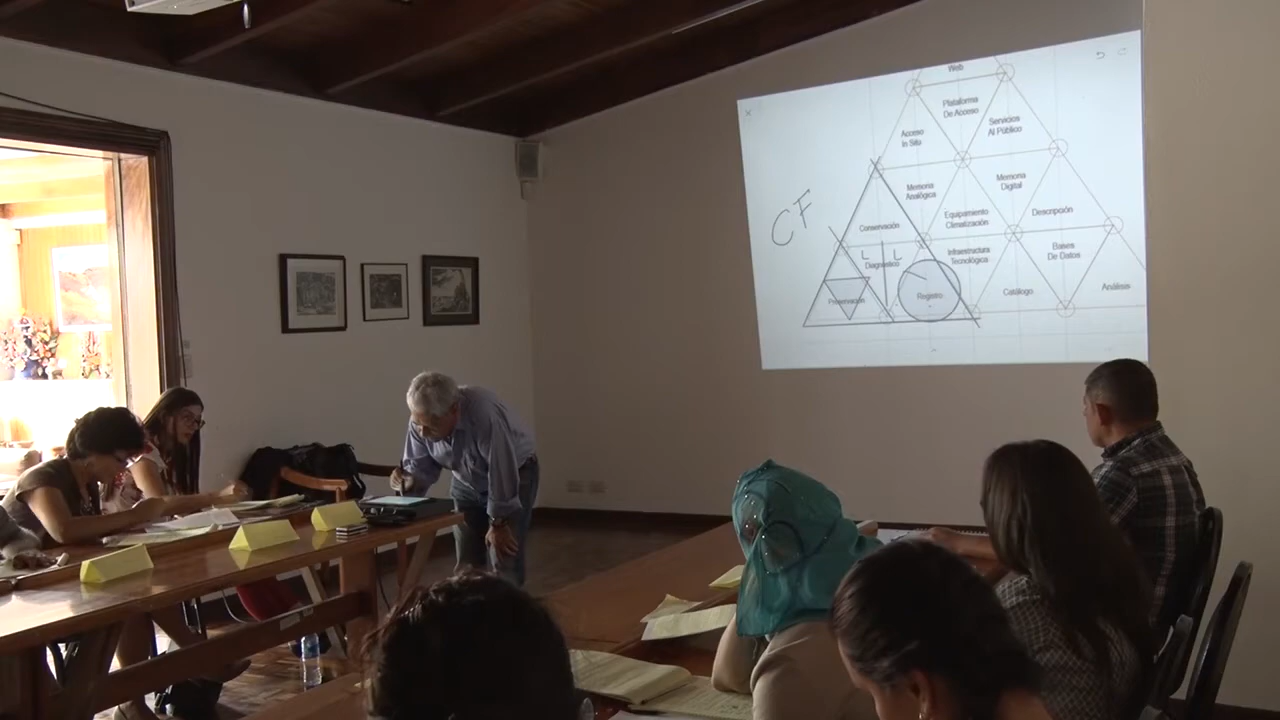 Web
Plataforma
De Acceso
Servicios
Al Público
Acceso
In Situ
Memoria
Digital
Memoria
Analógica
CF
Equipamiento
Climatización
Descripción
Conservación
Infraestructura
Tecnológica
Bases
De Datos
L L
Diagnóstico
Preservación
Registro
Catálogo
Análisis